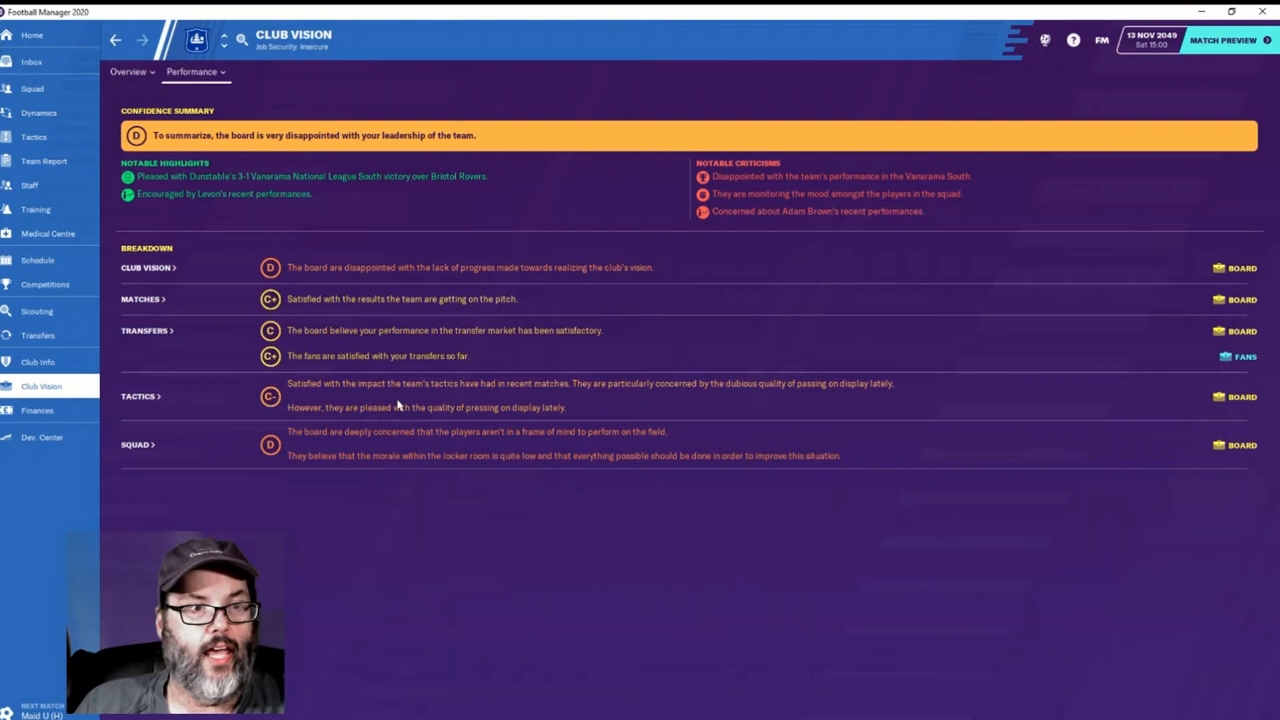 Football Manager 2020
Home
Inbox
Squad
Dynamics
Tactics
Team Report
Staff
Training
Medical Centre
Schedule
Competitions
Scouting
Transfers
Club Info
Club Vision
Finances
Dev. Center
NEXT MATCH
Maid U (H)
CLUB VISION
Job Security: Insecure
?
FM
13 NOV 2049
Sat 15:00
MATCH PREVIEW
Overview
Performance
CONFIDENCE SUMMARY
D To summarize, the board is very disappointed with your leadership of the team.
NOTABLE HIGHLIGHTS
Pleased with Dunstable's 3-1 Vanarama National League South victory over Bristol Rovers.
Encouraged by Levon's recent performances.
NOTABLE CRITICISMS
Disappointed with the team's performance in the Vanarama South.
They are monitoring the mood amongst the players in the squad.
Concerned about Adam Brown's recent performances.
BREAKDOWN
CLUB VISION > D The board are disappointed with the lack of progress made towards realizing the club's vision. BOARD
MATCHES > C+ Satisfied with the results the team are getting on the pitch. BOARD
TRANSFERS > C The board believe your performance in the transfer market has been satisfactory. BOARD
C+ The fans are satisfied with your transfers so far. FANS
Satisfied with the impact the team's tactics have had in recent matches. They are particularly concerned by the dubious quality of passing on display lately.
TACTICS > C- BOARD
However, they are pleased with the quality of pressing on display lately.
The board are deeply concerned that the players aren't in a frame of mind to perform on the field.
SQUAD > D BOARD
They believe that the morale within the locker room is quite low and that everything possible should be done in order to improve this situation.